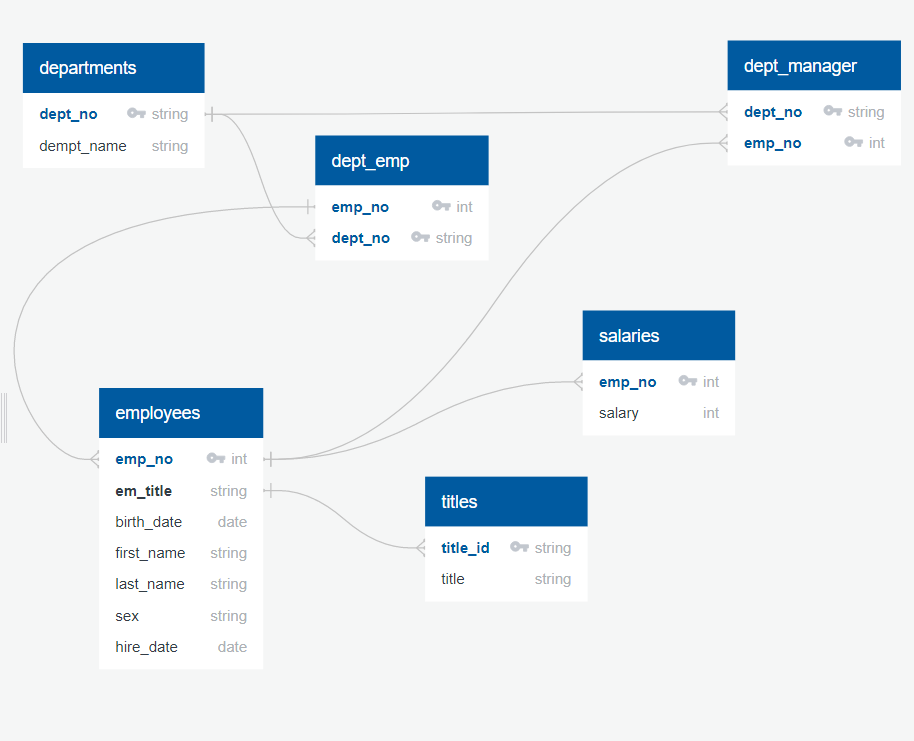 departments
dept_no string
dempt_name string
dept_manager
dept_no string
emp_no int
dept_emp
emp_no int
dept_no string
salaries
emp_no int
salary int
employees
emp_no int
em_title string
birth_date date
first_name string
last_name string
sex string
hire_date date
titles
title_id string
title string